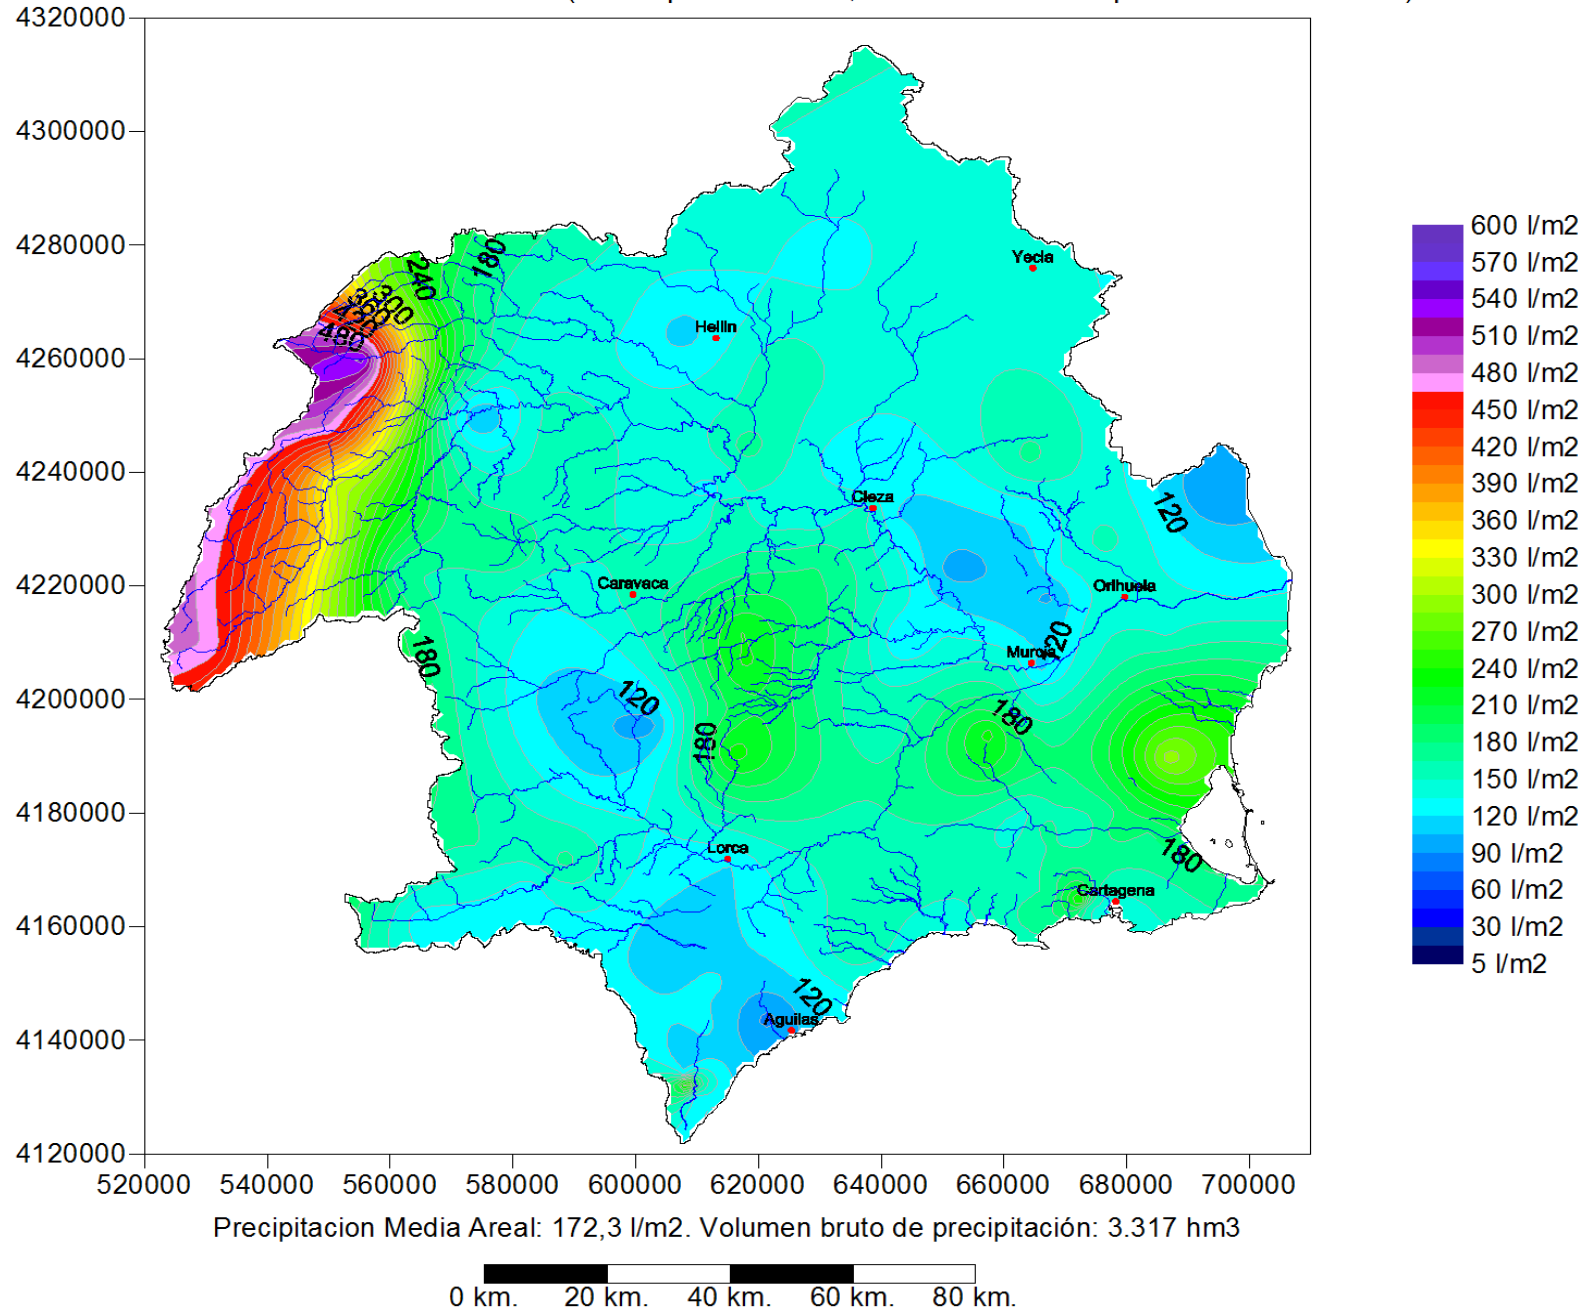 4320000
4300000
4280000
4260000
4240000
4220000
4200000
4180000
4160000
4140000
4120000
520000 540000 560000 580000 600000 620000 640000 660000 680000 700000
240
180
300
360
420
480
Yecla
Hellin
Cieza
120
Caravaca
Orihuela
180
120
Murcia
120
180
180
Lorca
180
Cartagena
120
Aguilas
600 l/m2
570 l/m2
540 l/m2
510 l/m2
480 l/m2
450 l/m2
420 l/m2
390 l/m2
360 l/m2
330 l/m2
300 l/m2
270 l/m2
240 l/m2
210 l/m2
180 l/m2
150 l/m2
120 l/m2
90 l/m2
60 l/m2
30 l/m2
5 l/m2
Precipitacion Media Areal: 172,3 l/m2. Volumen bruto de precipitación: 3.317 hm3
0 km. 20 km. 40 km. 60 km. 80 km.